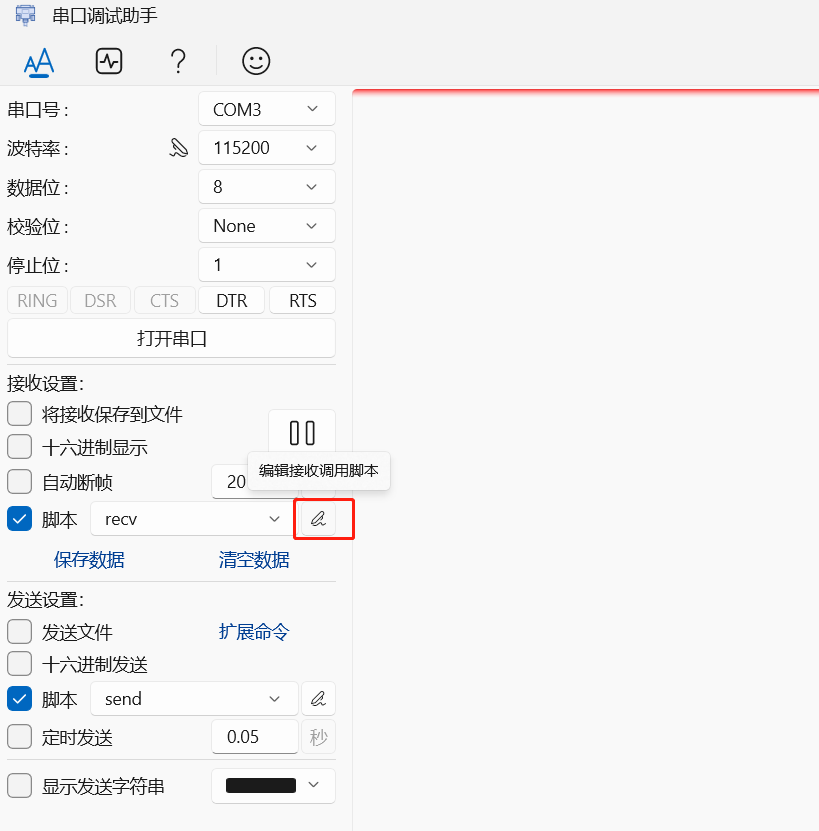 串口调试助手
串口号： COM3
波特率： 115200
数据位： 8
校验位： None
停止位： 1
RING DSR CTS DTR RTS
打开串口
接收设置：
将接收保存到文件
十六进制显示
编辑接收调用脚本
自动断帧 20
脚本 recv
保存数据 清空数据
发送设置：
发送文件 扩展命令
十六进制发送
脚本 send
定时发送 0.05 秒
显示发送字符串